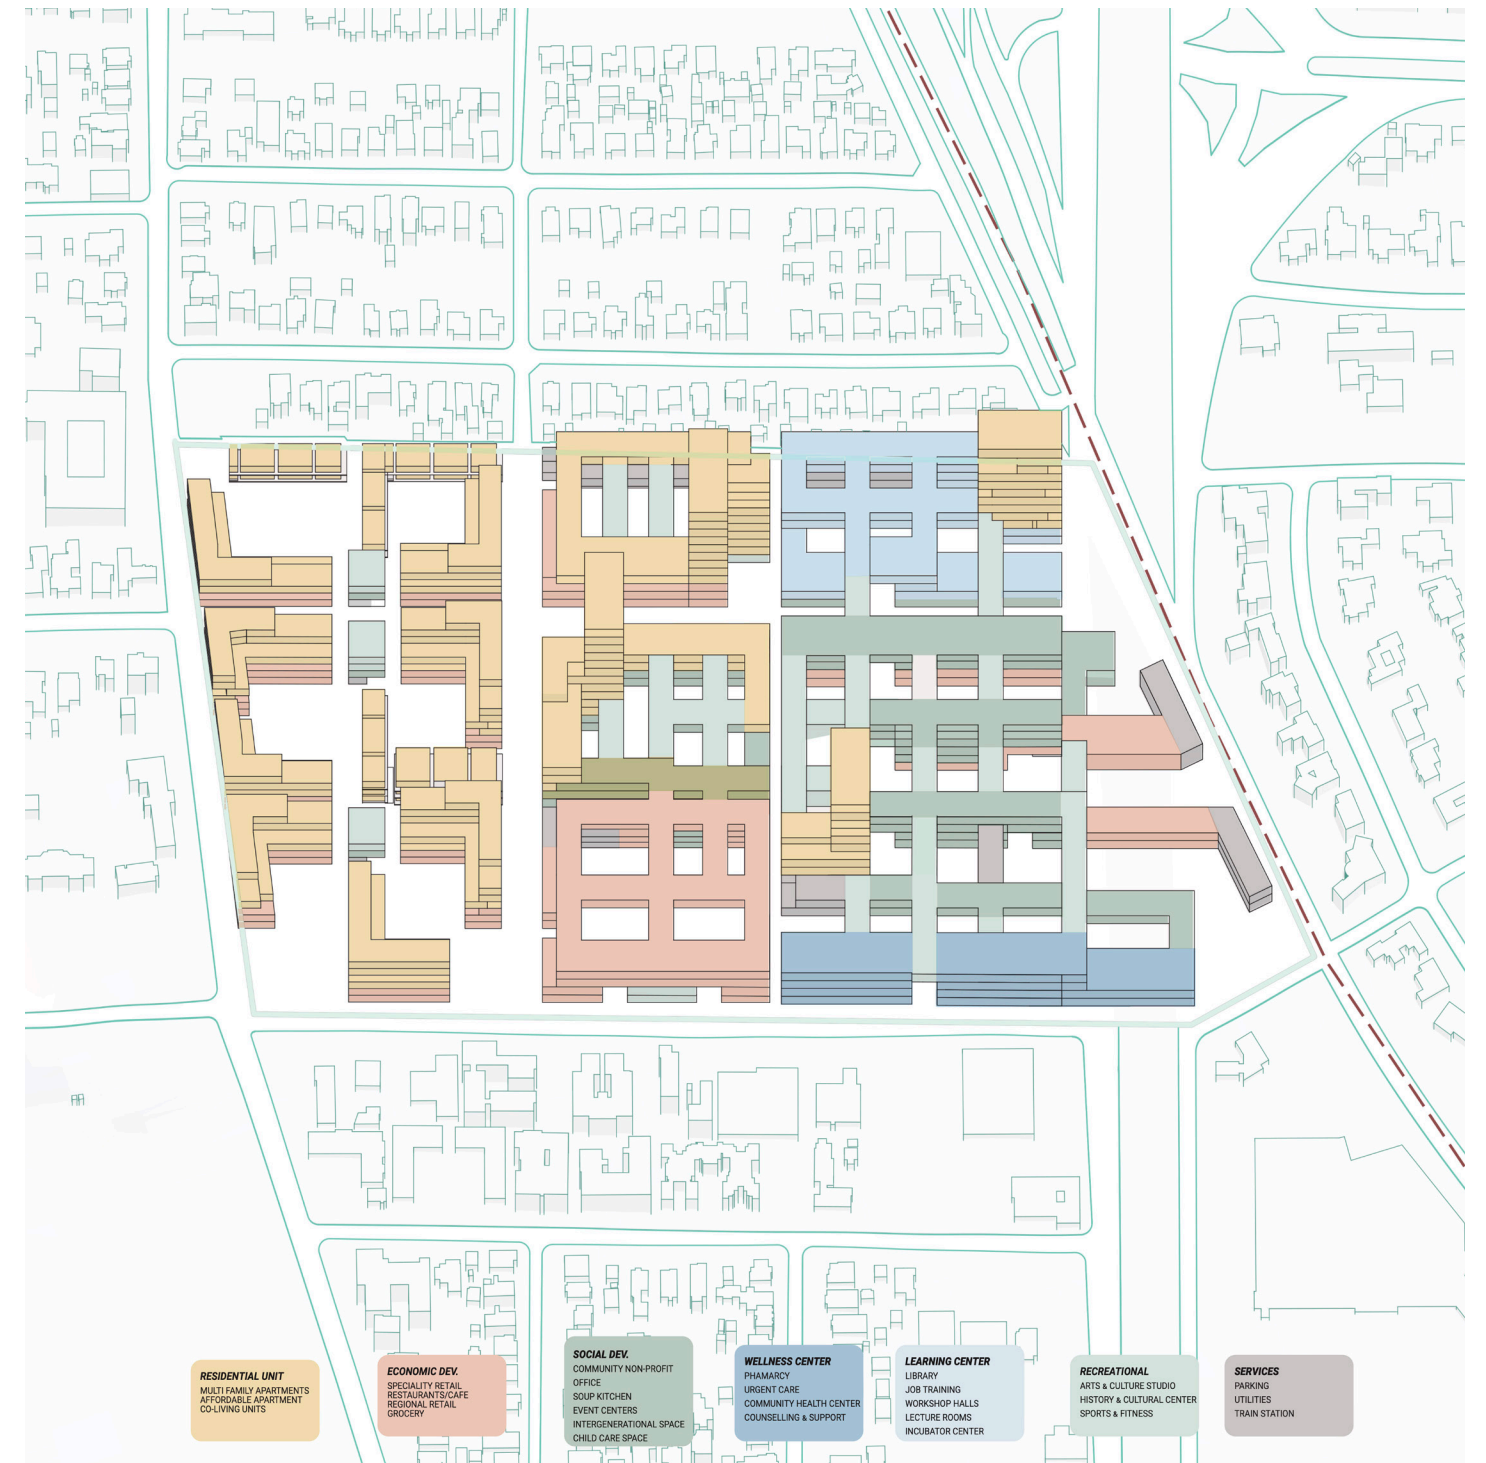 RESIDENTIAL UNIT
MULTI FAMILY APARTMENTS
AFFORDABLE APARTMENT
CO-LIVING UNITS
ECONOMIC DEV.
SPECIALITY RETAIL
RESTAURANTS/CAFE
REGIONAL RETAIL
GROCERY
SOCIAL DEV.
COMMUNITY NON-PROFIT
OFFICE
SOUP KITCHEN
EVENT CENTERS
INTERGENERATIONAL SPACE
CHILD CARE SPACE
WELLNESS CENTER
PHAMARCY
URGENT CARE
COMMUNITY HEALTH CENTER
COUNSELLING & SUPPORT
LEARNING CENTER
LIBRARY
JOB TRAINING
WORKSHOP HALLS
LECTURE ROOMS
INCUBATOR CENTER
RECREATIONAL
ARTS & CULTURE STUDIO
HISTORY & CULTURAL CENTER
SPORTS & FITNESS
SERVICES
PARKING
UTILITIES
TRAIN STATION